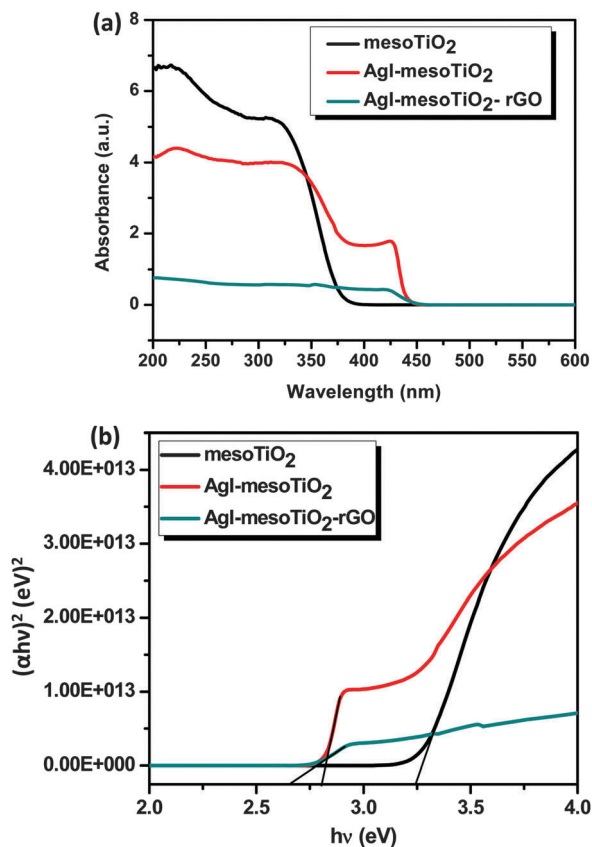 (a)
mesoTiO₂
AgI-mesoTiO₂
AgI-mesoTiO₂- rGO
Absorbance (a.u.)
8
6
4
2
0
200 250 300 350 400 450 500 550 600
Wavelength (nm)
(b)
mesoTiO₂
AgI-mesoTiO₂
AgI-mesoTiO₂-rGO
(αhν)² (eV)²
4.00E+013
3.00E+013
2.00E+013
1.00E+013
0.00E+000
2.0 2.5 3.0 3.5 4.0
hν (eV)